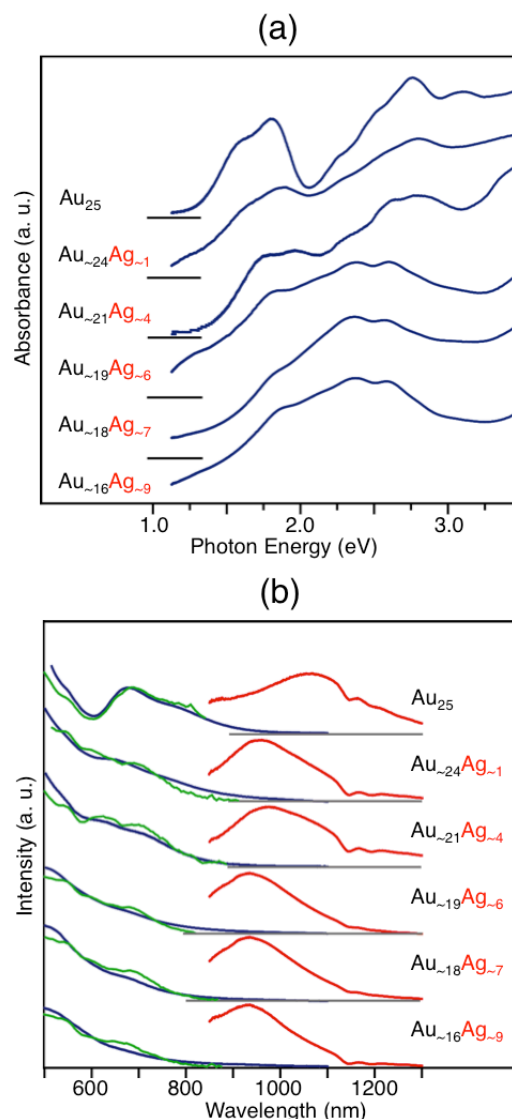 (a)
Absorbance (a. u.)
Au₂₅
Au~₂₄Ag~₁
Au~₂₁Ag~₄
Au~₁₉Ag~₆
Au~₁₈Ag~₇
Au~₁₆Ag~₉
1.0 2.0 3.0
Photon Energy (eV)
(b)
Intensity (a. u.)
Au₂₅
Au~₂₄Ag~₁
Au~₂₁Ag~₄
Au~₁₉Ag~₆
Au~₁₈Ag~₇
Au~₁₆Ag~₉
600 800 1000 1200
Wavelength (nm)